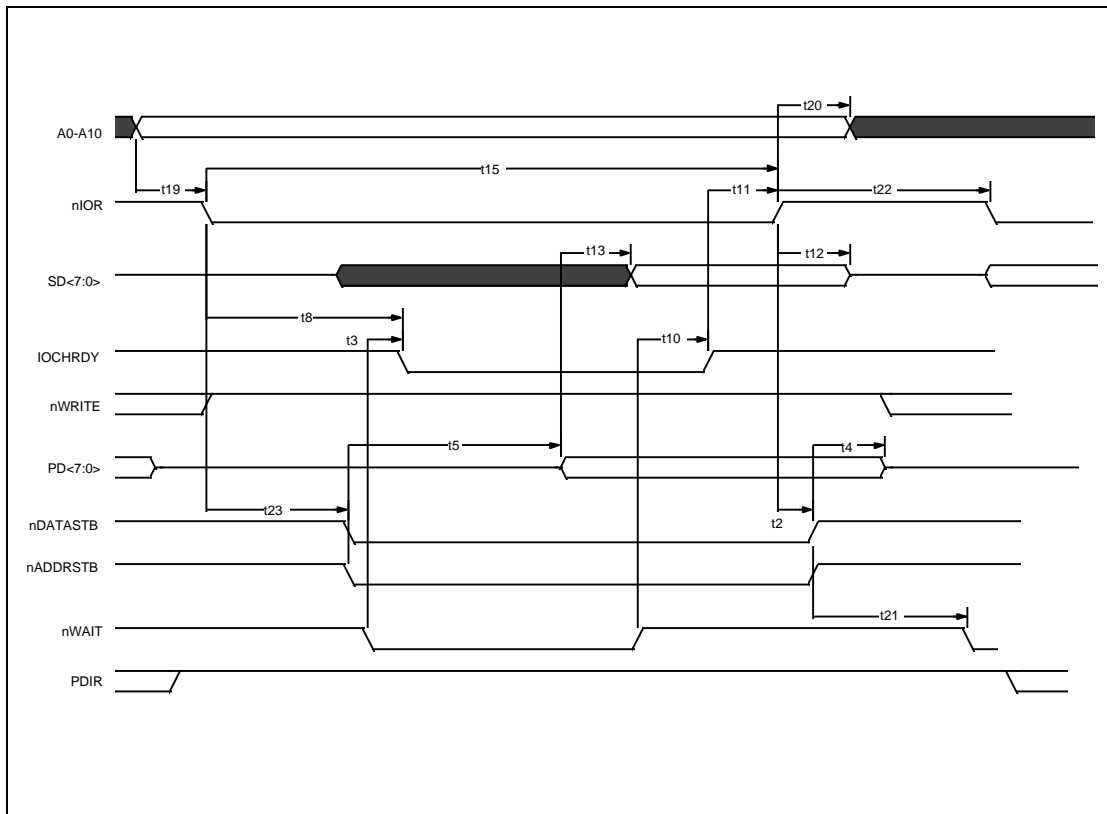 t20
A0-A10
t15
t19
t11
t22
nIOR
t13
t12
SD<7:0>
t8
t3
t10
IOCHRDY
nWRITE
t5
t4
PD<7:0>
t23
t2
nDATASTB
nADDRSTB
t21
nWAIT
PDIR